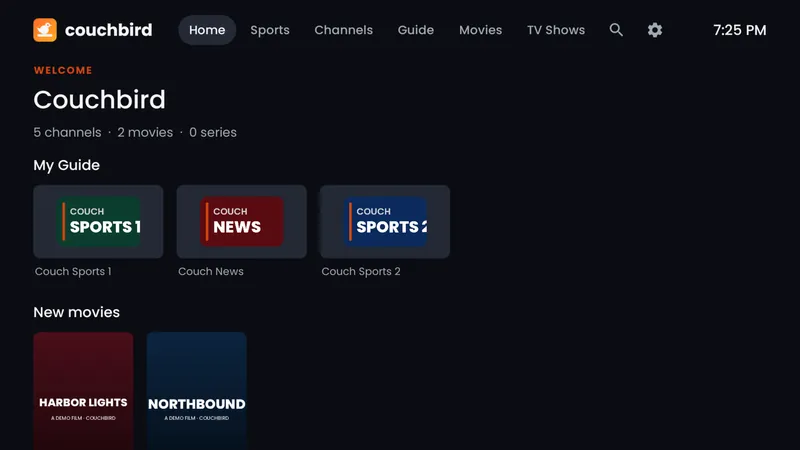 couchbird
Home Sports Channels Guide Movies TV Shows 7:25 PM
WELCOME
Couchbird
5 channels · 2 movies · 0 series
My Guide
COUCH
SPORTS 1
COUCH
NEWS
COUCH
SPORTS 2
Couch Sports 1
Couch News
Couch Sports 2
New movies
HARBOR LIGHTS
A DEMO FILM · COUCHBIRD
NORTHBOUND
A DEMO FILM · COUCHBIRD